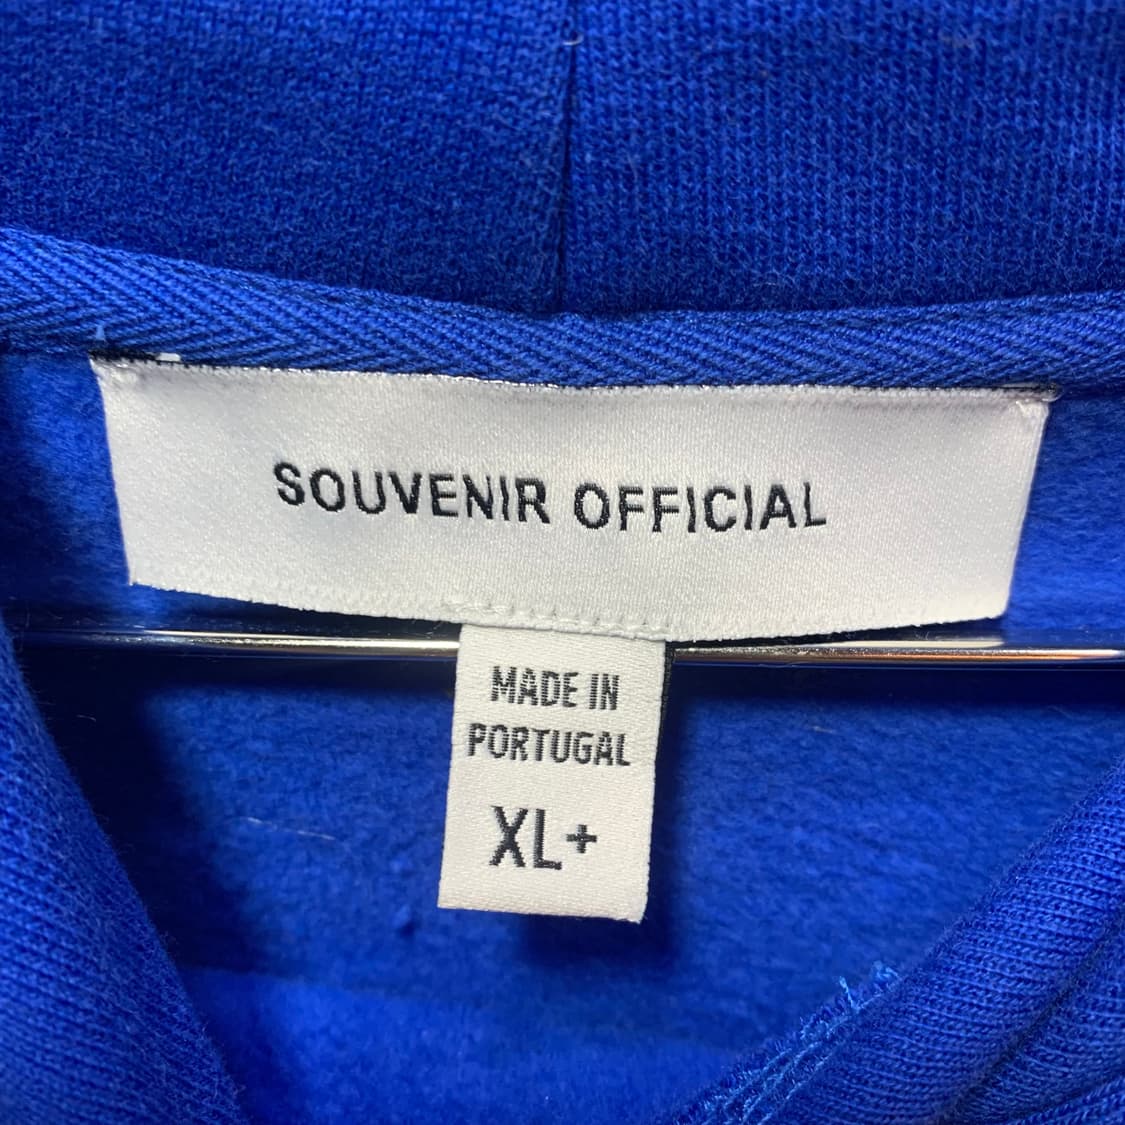 SOUVENIR OFFICIAL
MADE IN
PORTUGAL
XL+